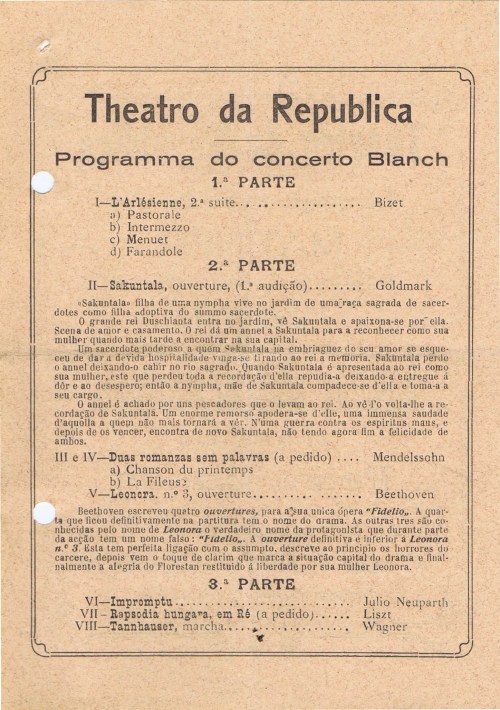 Theatro da Republica
Programma do concerto Blanch
1.ª PARTE
I—L'Arlésienne, 2.ª suite........................ Bizet
a) Pastorale
b) Intermezzo
c) Menuet
d) Farandole
2.ª PARTE
II—Sakuntala, ouverture, (1.ª audição)......... Goldmark
«Sakuntala» filha de uma nympha vive no jardim de uma raça sagrada de sacer-
dotes como filha adoptiva do summo sacerdote.
O grande rei Duschianta entra no jardim, vê Sakuntala e apaixona-se por ella.
Scena de amor e casamento. O rei dá um annel a Sakuntala para a reconhecer como sua
mulher quando mais tarde a encontrar na sua capital.
Um sacerdote poderoso a quem Sakuntala na embriaguez do seu amor se esque-
ceu de dar a devida hospitalidade vinga-se tirando ao rei a memoria. Sakuntala perde
o annel deixando-o cahir no rio sagrado. Quando Sakuntala é apresentada ao rei como
sua mulher, este que perdeu toda a recordação d'ella repudia-a deixando-a entregue á
dôr e ao desespero; então a nympha, mãe de Sakuntala compadece-se d'ella e toma-a a
seu cargo.
O annel é achado por uns pescadores que o levam ao rei. Ao vê-l'o volta-lhe a re-
cordação de Sakuntala. Um enorme remorso apodera-se d'elle, uma immensa saudade
d'aquolla a quem não mais tornará a vêr. N'uma guerra contra os espiritus maus, e
depois de os vencer, encontra de novo Sakuntala, não tendo agora fim a felicidade de
ambos.
III e IV—Duas romanzas sem palavras (a pedido) .... Mendelssohn
a) Chanson du printemps
b) La Fileuse
V—Leonora. n.º 3, ouverture................ Beethoven
Beethoven escreveu quatro ouvertures, para a sua unica ópera "Fidelio„. A quar-
ta que ficou definitivamente na partitura tem o nome do drama. As outras tres são co-
nhecidas pelo nome de Leonora o verdadeiro nome da protagonista que durante parte
da acção tem um nome falso: "Fidelio„. A ouverture definitiva é inferior á Leonora
n.º 3. Esta tem perfeita ligação com o assumpto, descreve ao principio os horrores do
carcere, depois vem o toque de clarim que marca a situação capital do drama e final-
nalmente a alegria do Florestan restituido á liberdade por sua mulher Leonora.
3.ª PARTE
VI—Impromptu............................ Julio Neuparth
VII—Rapsodia hungara, em Ré (a pedido)...... Liszt
VIII—Tannhauser, marcha..................... Wagner